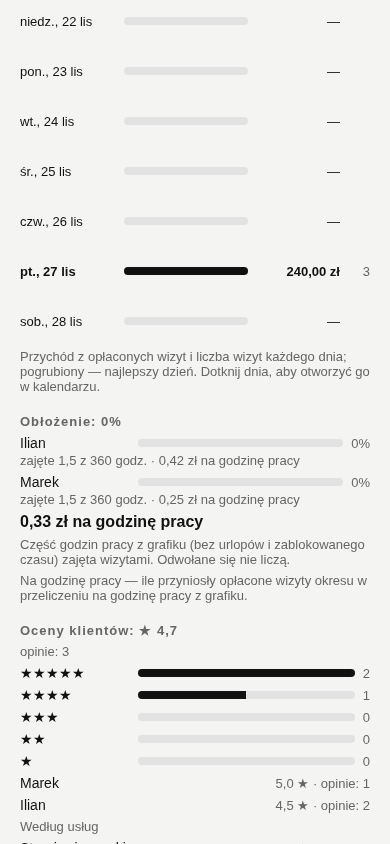 niedz., 22 lis —
pon., 23 lis —
wt., 24 lis —
śr., 25 lis —
czw., 26 lis —
pt., 27 lis 240,00 zł 3
sob., 28 lis —
Przychód z opłaconych wizyt i liczba wizyt każdego dnia;
pogrubiony — najlepszy dzień. Dotknij dnia, aby otworzyć go
w kalendarzu.
Obłożenie: 0%
Ilian 0%
zajęte 1,5 z 360 godz. · 0,42 zł na godzinę pracy
Marek 0%
zajęte 1,5 z 360 godz. · 0,25 zł na godzinę pracy
0,33 zł na godzinę pracy
Część godzin pracy z grafiku (bez urlopów i zablokowanego
czasu) zajęta wizytami. Odwołane się nie liczą.
Na godzinę pracy — ile przyniosły opłacone wizyty okresu w
przeliczeniu na godzinę pracy z grafiku.
Oceny klientów: ★ 4,7
opinie: 3
★★★★★ 2
★★★★ 1
★★★ 0
★★ 0
★ 0
Marek 5,0 ★ · opinie: 1
Ilian 4,5 ★ · opinie: 2
Według usług